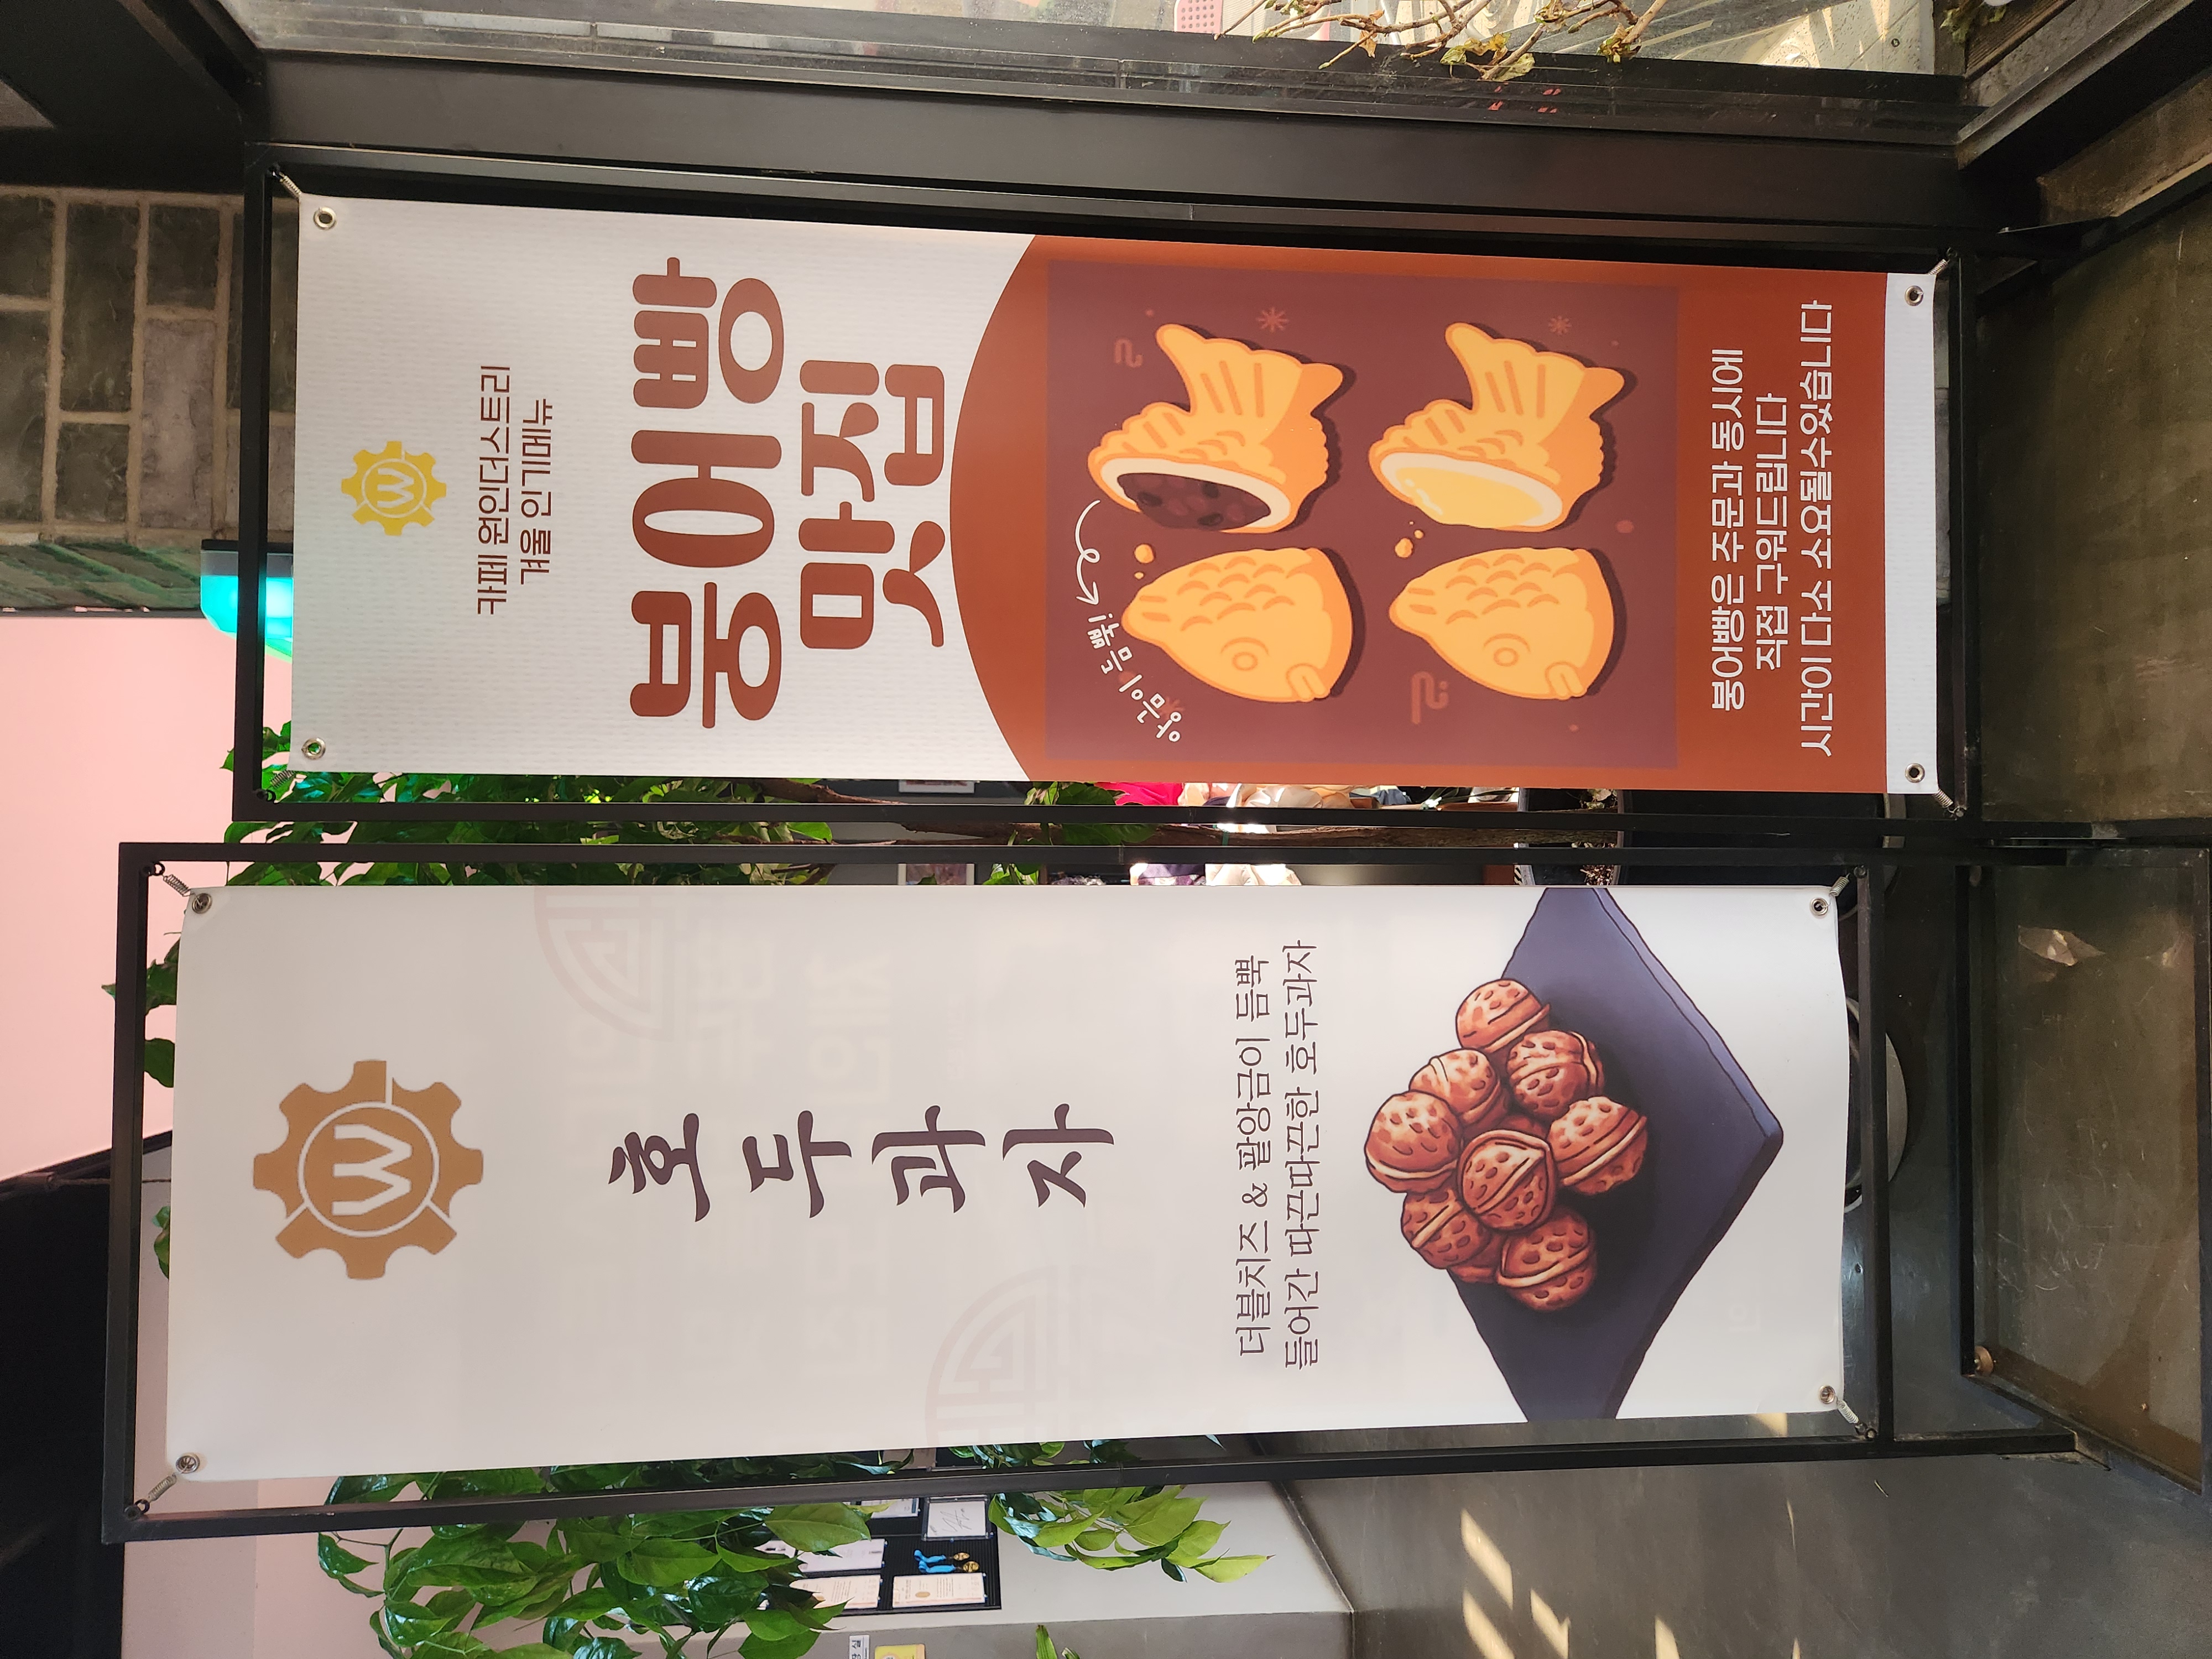 W
호두과자
더블치즈 & 팥앙금이 듬뿍
들어간 따끈따끈한 호두과자
W
카페 원인더스트리
겨울 인기메뉴
붕어빵
맛집
앙금이 듬뿍!
붕어빵은 주문과 동시에
직접 구워드립니다
시간이 다소 소요될수있습니다